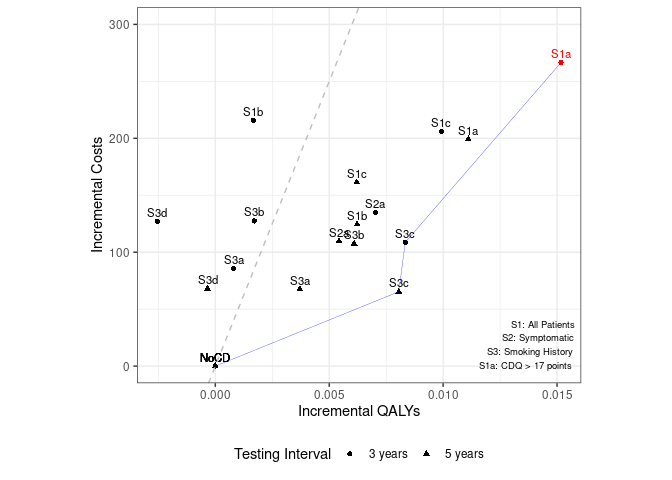 300
200
100
0
Incremental Costs
S1a
S1b
S1c
S1a
S1c
S2a
S3d
S3b
S1b
S2a
S3b
S3c
S3a
S3d
S3a
S3c
NoCD
S1: All Patients
S2: Symptomatic
S3: Smoking History
S1a: CDQ > 17 points
0.000
0.005
0.010
0.015
Incremental QALYs
Testing Interval
3 years
5 years